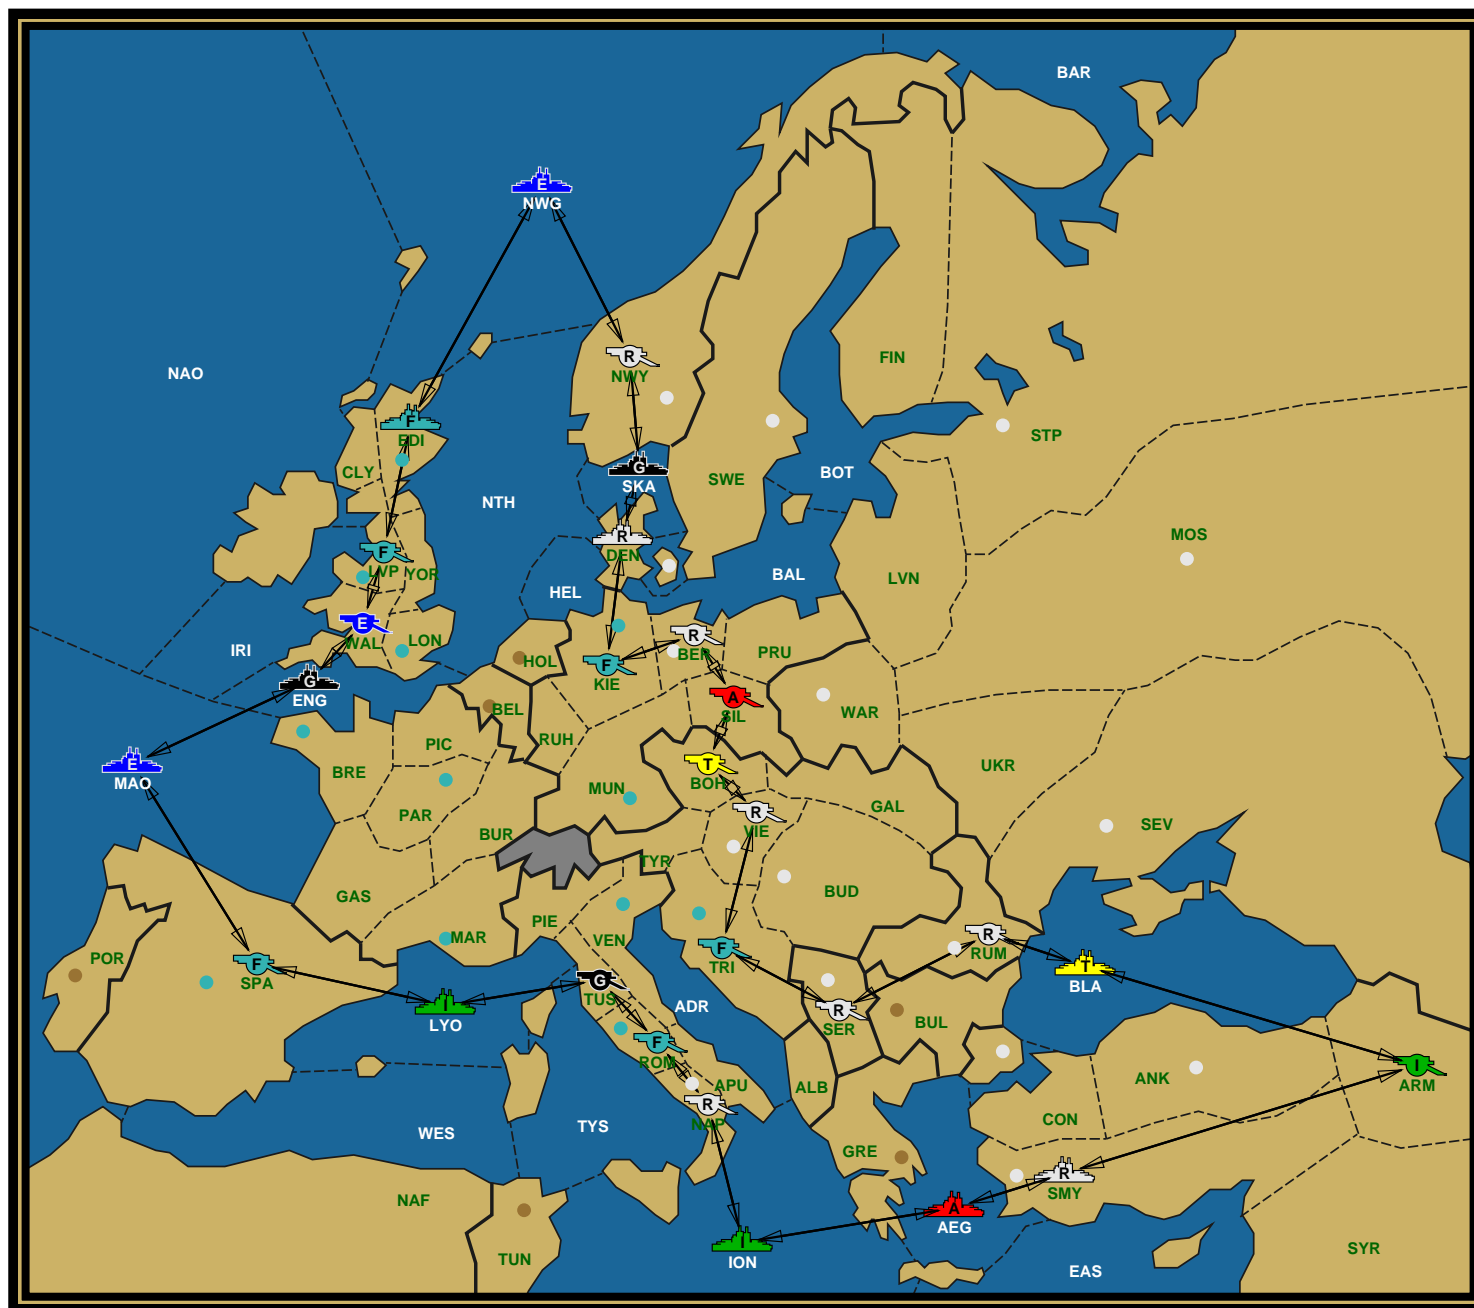 BAR
E
NWG
NAO
R
NWY
FIN
F
EDI
STP
CLY
G
SKA
SWE
BOT
NTH
R
DEN
MOS
F
LVP
YOR
BAL
LVN
HEL
E
WAL
LON
IRI
R
BER
PRU
HOL
F
KIE
G
ENG
A
SIL
BEL
WAR
PIC
RUH
E
MAO
BRE
T
BOH
UKR
MUN
PAR
GAL
R
VIE
SEV
BUR
TYR
BUD
GAS
PIE
MAR
VEN
F
TRI
R
RUM
POR
F
SPA
T
BLA
G
TUS
I
LYO
ADR
R
SER
BUL
F
ROM
I
ARM
ANK
APU
ALB
R
NAP
CON
WES
TYS
GRE
R
SMY
NAF
A
AEG
I
ION
TUN
EAS
SYR